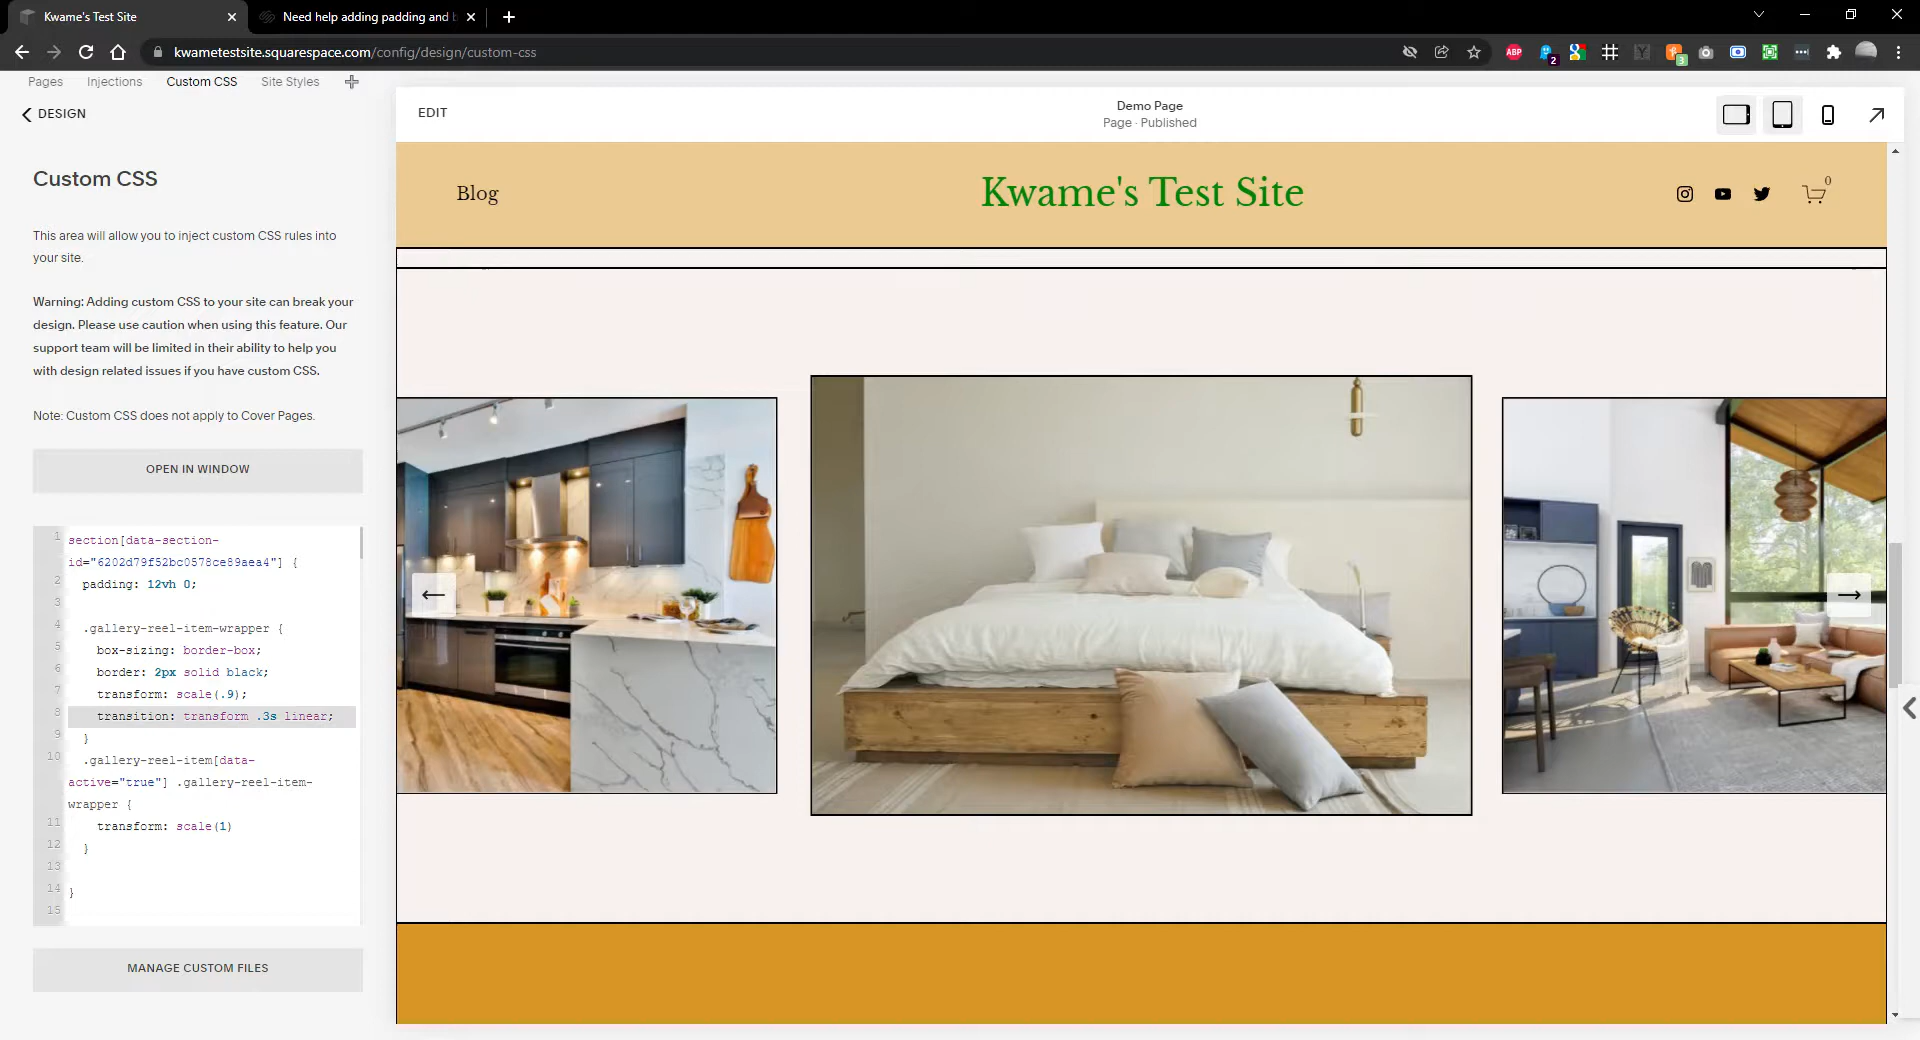 Kwame's Test Site
Need help adding padding and b
kwametestsite.squarespace.com/config/design/custom-css
ABP
2
3
Pages
Injections
Custom CSS
Site Styles
DESIGN
EDIT
Demo Page
Page · Published
Custom CSS
This area will allow you to inject custom CSS rules into
your site.
Warning: Adding custom CSS to your site can break your
design. Please use caution when using this feature. Our
support team will be limited in their ability to help you
with design related issues if you have custom CSS.
Note: Custom CSS does not apply to Cover Pages.
OPEN IN WINDOW
1 section[data-section-
id="6202d79f52bc0578ce89aea4"] {
2 padding: 12vh 0;
3
4 .gallery-reel-item-wrapper {
5 box-sizing: border-box;
6 border: 2px solid black;
7 transform: scale(.9);
8 transition: transform .3s linear;
9 }
10 .gallery-reel-item[data-
active="true"] .gallery-reel-item-
wrapper {
11 transform: scale(1)
12 }
13
14 }
15
MANAGE CUSTOM FILES
Blog
Kwame's Test Site
0